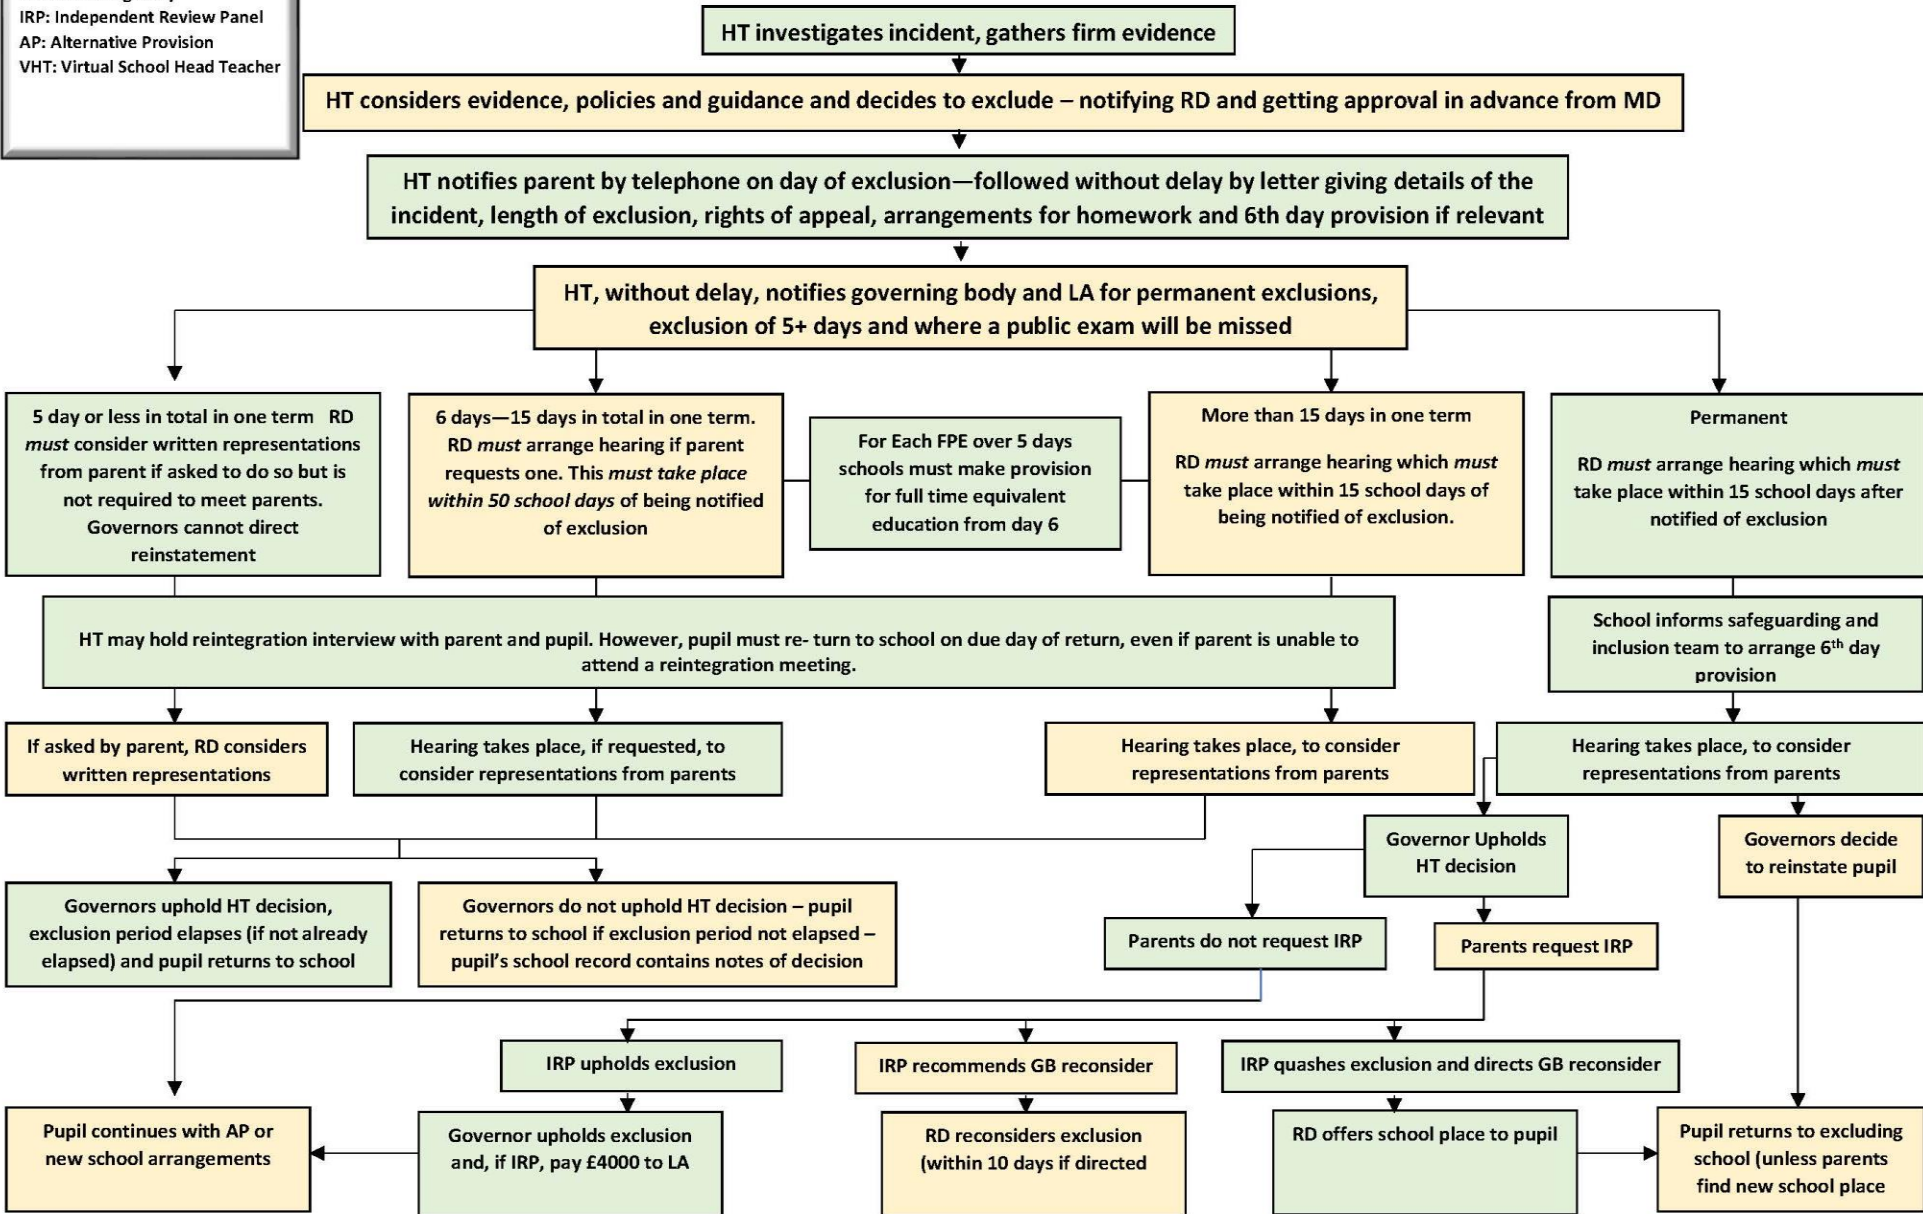 IRP: Independent Review Panel
AP: Alternative Provision
VHT: Virtual School Head Teacher
HT investigates incident, gathers firm evidence
HT considers evidence, policies and guidance and decides to exclude – notifying RD and getting approval in advance from MD
HT notifies parent by telephone on day of exclusion—followed without delay by letter giving details of the
incident, length of exclusion, rights of appeal, arrangements for homework and 6th day provision if relevant
HT, without delay, notifies governing body and LA for permanent exclusions,
exclusion of 5+ days and where a public exam will be missed
5 day or less in total in one term RD
must consider written representations
from parent if asked to do so but is
not required to meet parents.
Governors cannot direct
reinstatement
6 days—15 days in total in one term.
RD must arrange hearing if parent
requests one. This must take place
within 50 school days of being notified
of exclusion
For Each FPE over 5 days
schools must make provision
for full time equivalent
education from day 6
More than 15 days in one term
RD must arrange hearing which must
take place within 15 school days of
being notified of exclusion.
Permanent
RD must arrange hearing which must
take place within 15 school days after
notified of exclusion
HT may hold reintegration interview with parent and pupil. However, pupil must re- turn to school on due day of return, even if parent is unable to
attend a reintegration meeting.
School informs safeguarding and
inclusion team to arrange 6th day
provision
If asked by parent, RD considers
written representations
Hearing takes place, if requested, to
consider representations from parents
Hearing takes place, to consider
representations from parents
Hearing takes place, to consider
representations from parents
Governor Upholds
HT decision
Governors decide
to reinstate pupil
Governors uphold HT decision,
exclusion period elapses (if not already
elapsed) and pupil returns to school
Governors do not uphold HT decision – pupil
returns to school if exclusion period not elapsed –
pupil's school record contains notes of decision
Parents do not request IRP
Parents request IRP
IRP upholds exclusion
IRP recommends GB reconsider
IRP quashes exclusion and directs GB reconsider
Pupil continues with AP or
new school arrangements
Governor upholds exclusion
and, if IRP, pay £4000 to LA
RD reconsiders exclusion
(within 10 days if directed
RD offers school place to pupil
Pupil returns to excluding
school (unless parents
find new school place